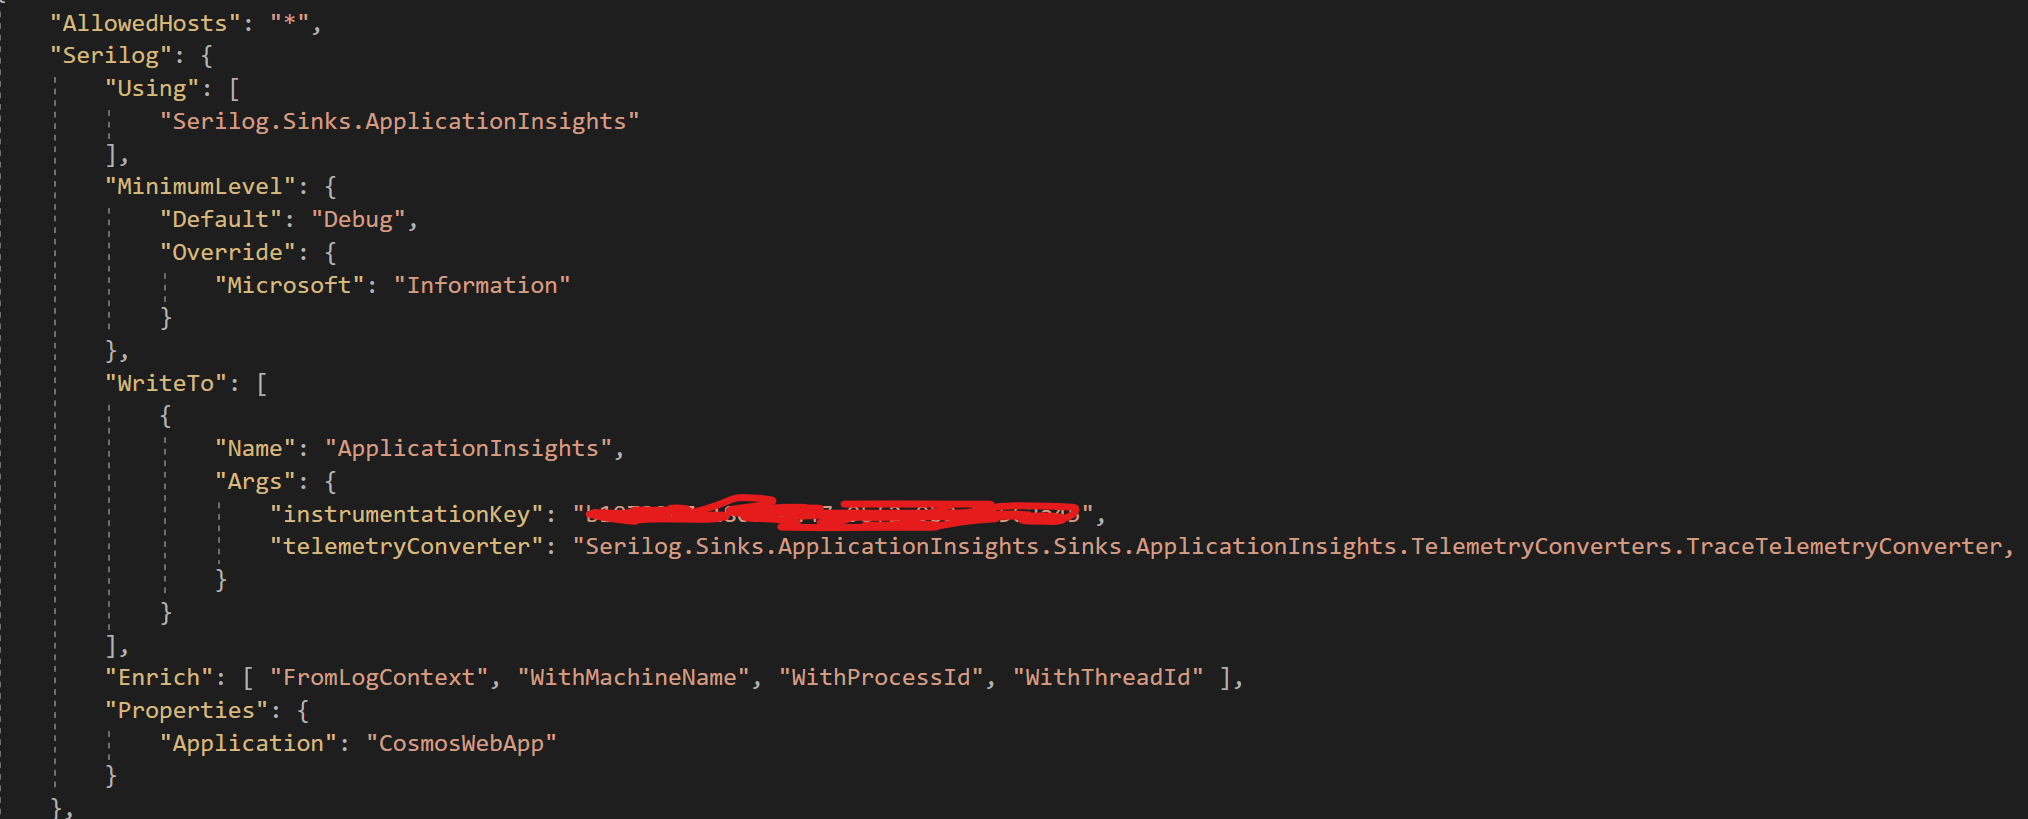 "AllowedHosts": "*",
"Serilog": {
"Using": [
"Serilog.Sinks.ApplicationInsights"
],
"MinimumLevel": {
"Default": "Debug",
"Override": {
"Microsoft": "Information"
}
},
"WriteTo": [
{
"Name": "ApplicationInsights",
"Args": {
"instrumentationKey": "",
"telemetryConverter": "Serilog.Sinks.ApplicationInsights.Sinks.ApplicationInsights.TelemetryConverters.TraceTelemetryConverter,
}
}
],
"Enrich": [ "FromLogContext", "WithMachineName", "WithProcessId", "WithThreadId" ],
"Properties": {
"Application": "CosmosWebApp"
}
},